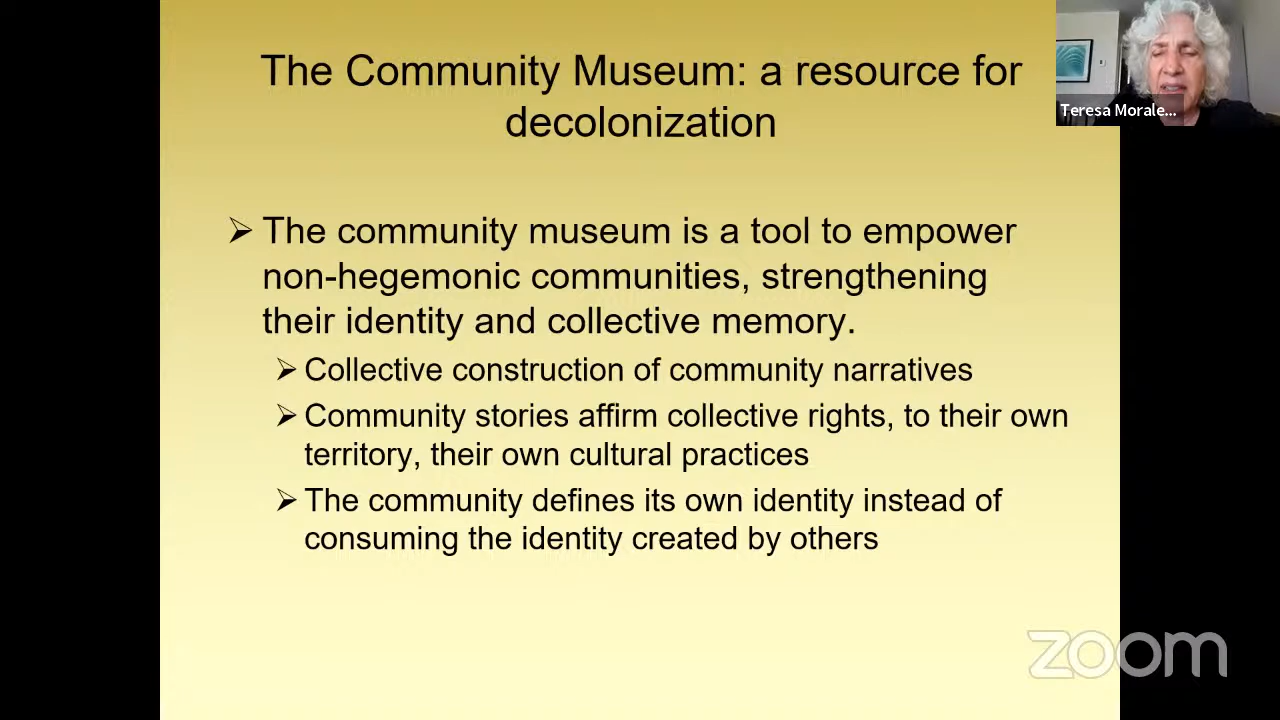 The Community Museum: a resource for
decolonization
Teresa Morale...
➢ The community museum is a tool to empower
non-hegemonic communities, strengthening
their identity and collective memory.
➢ Collective construction of community narratives
➢ Community stories affirm collective rights, to their own
territory, their own cultural practices
➢ The community defines its own identity instead of
consuming the identity created by others
zoom